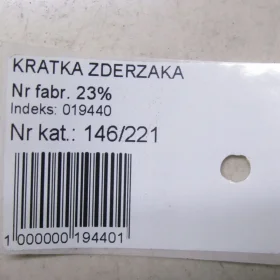 KRATKA ZDERZAKA
Nr fabr. 23%
Indeks: 019440
Nr kat.: 146/221
1 000000 194401